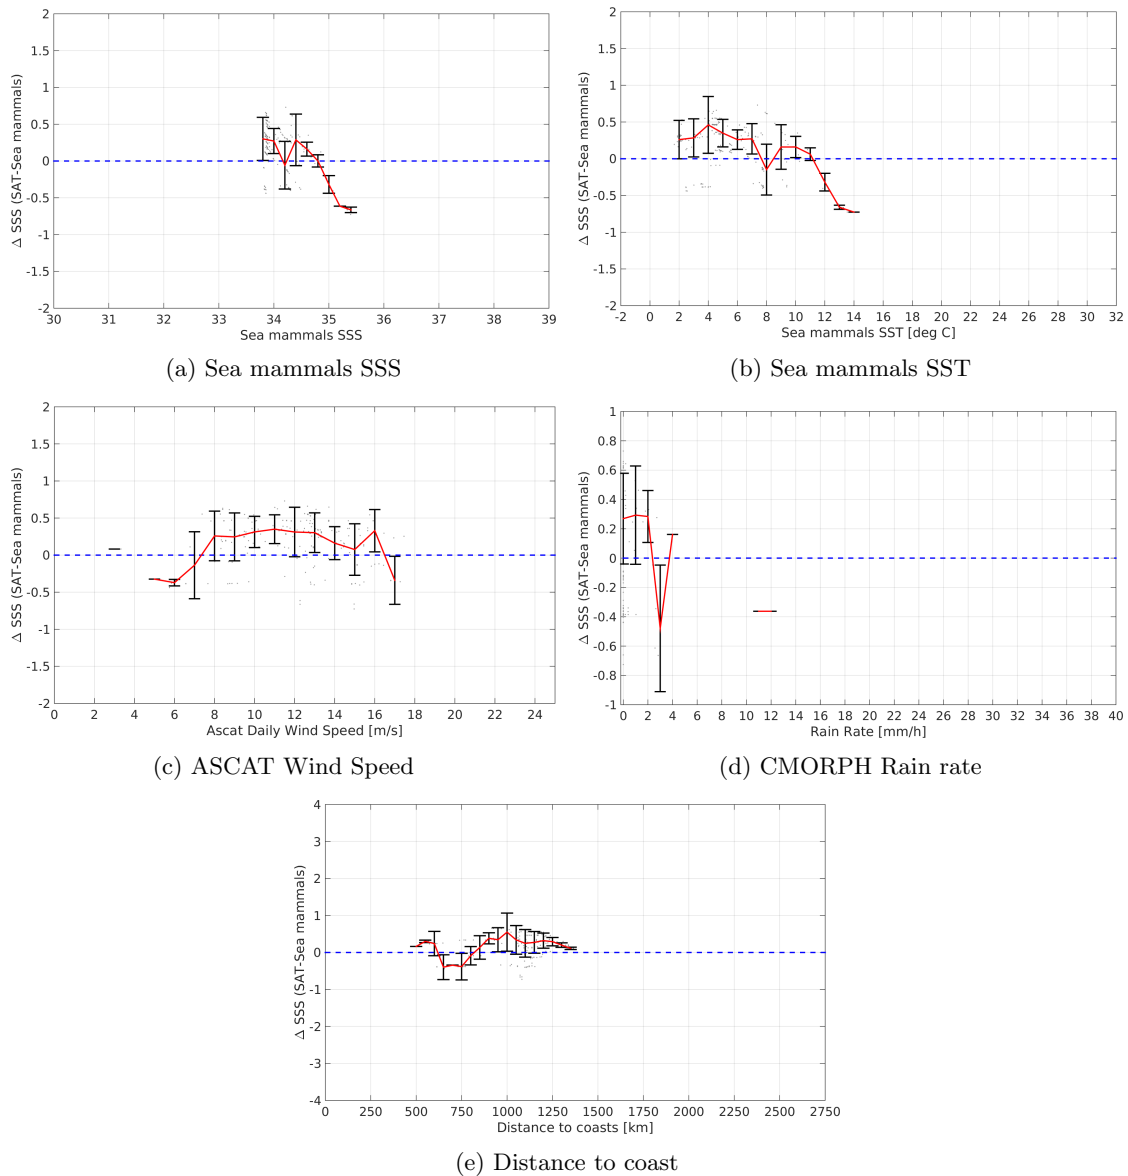 2
1.5
1
0.5
0
-0.5
-1
-1.5
-2
Δ SSS (SAT-Sea mammals)
30 31 32 33 34 35 36 37 38 39
Sea mammals SSS
(a) Sea mammals SSS
2
1.5
1
0.5
0
-0.5
-1
-1.5
-2
Δ SSS (SAT-Sea mammals)
-2 0 2 4 6 8 10 12 14 16 18 20 22 24 26 28 30 32
Sea mammals SST [deg C]
(b) Sea mammals SST
2
1.5
1
0.5
0
-0.5
-1
-1.5
-2
Δ SSS (SAT-Sea mammals)
0 2 4 6 8 10 12 14 16 18 20 22 24
Ascat Daily Wind Speed [m/s]
(c) ASCAT Wind Speed
1
0.8
0.6
0.4
0.2
0
-0.2
-0.4
-0.6
-0.8
-1
Δ SSS (SAT-Sea mammals)
0 2 4 6 8 10 12 14 16 18 20 22 24 26 28 30 32 34 36 38 40
Rain Rate [mm/h]
(d) CMORPH Rain rate
4
3
2
1
0
-1
-2
-3
-4
Δ SSS (SAT-Sea mammals)
0 250 500 750 1000 1250 1500 1750 2000 2250 2500 2750
Distance to coasts [km]
(e) Distance to coast